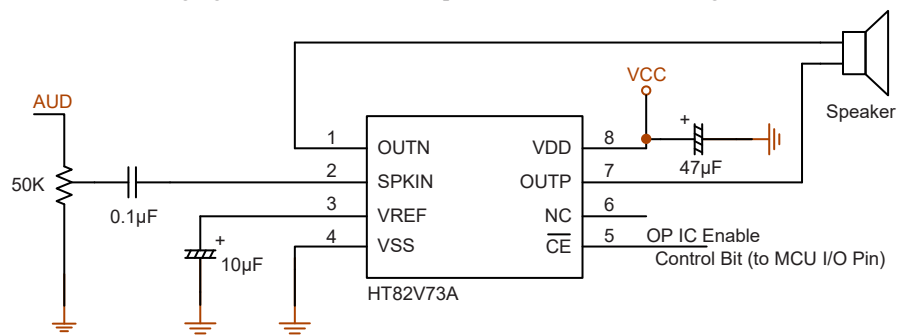 VCC
Speaker
AUD
50K
0.1µF
+
10µF
1
2
3
4
OUTN
SPKIN
VREF
VSS
VDD
OUTP
NC
CE
8
7
6
5
+
47µF
OP IC Enable
Control Bit (to MCU I/O Pin)
HT82V73A